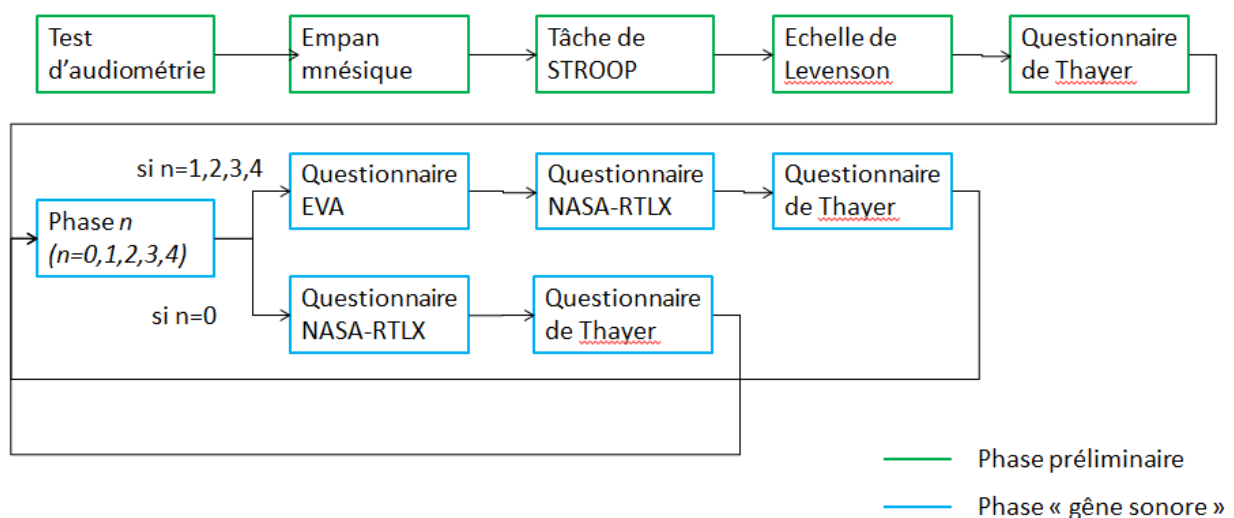 Test
d'audiométrie
Empan
mnésique
Tâche de
STROOP
Echelle de
Levenson
Questionnaire
de Thayer
si n=1,2,3,4
Questionnaire
EVA
Questionnaire
NASA-RTLX
Questionnaire
de Thayer
Phase n
(n=0,1,2,3,4)
si n=0
Questionnaire
NASA-RTLX
Questionnaire
de Thayer
Phase préliminaire
Phase « gêne sonore »